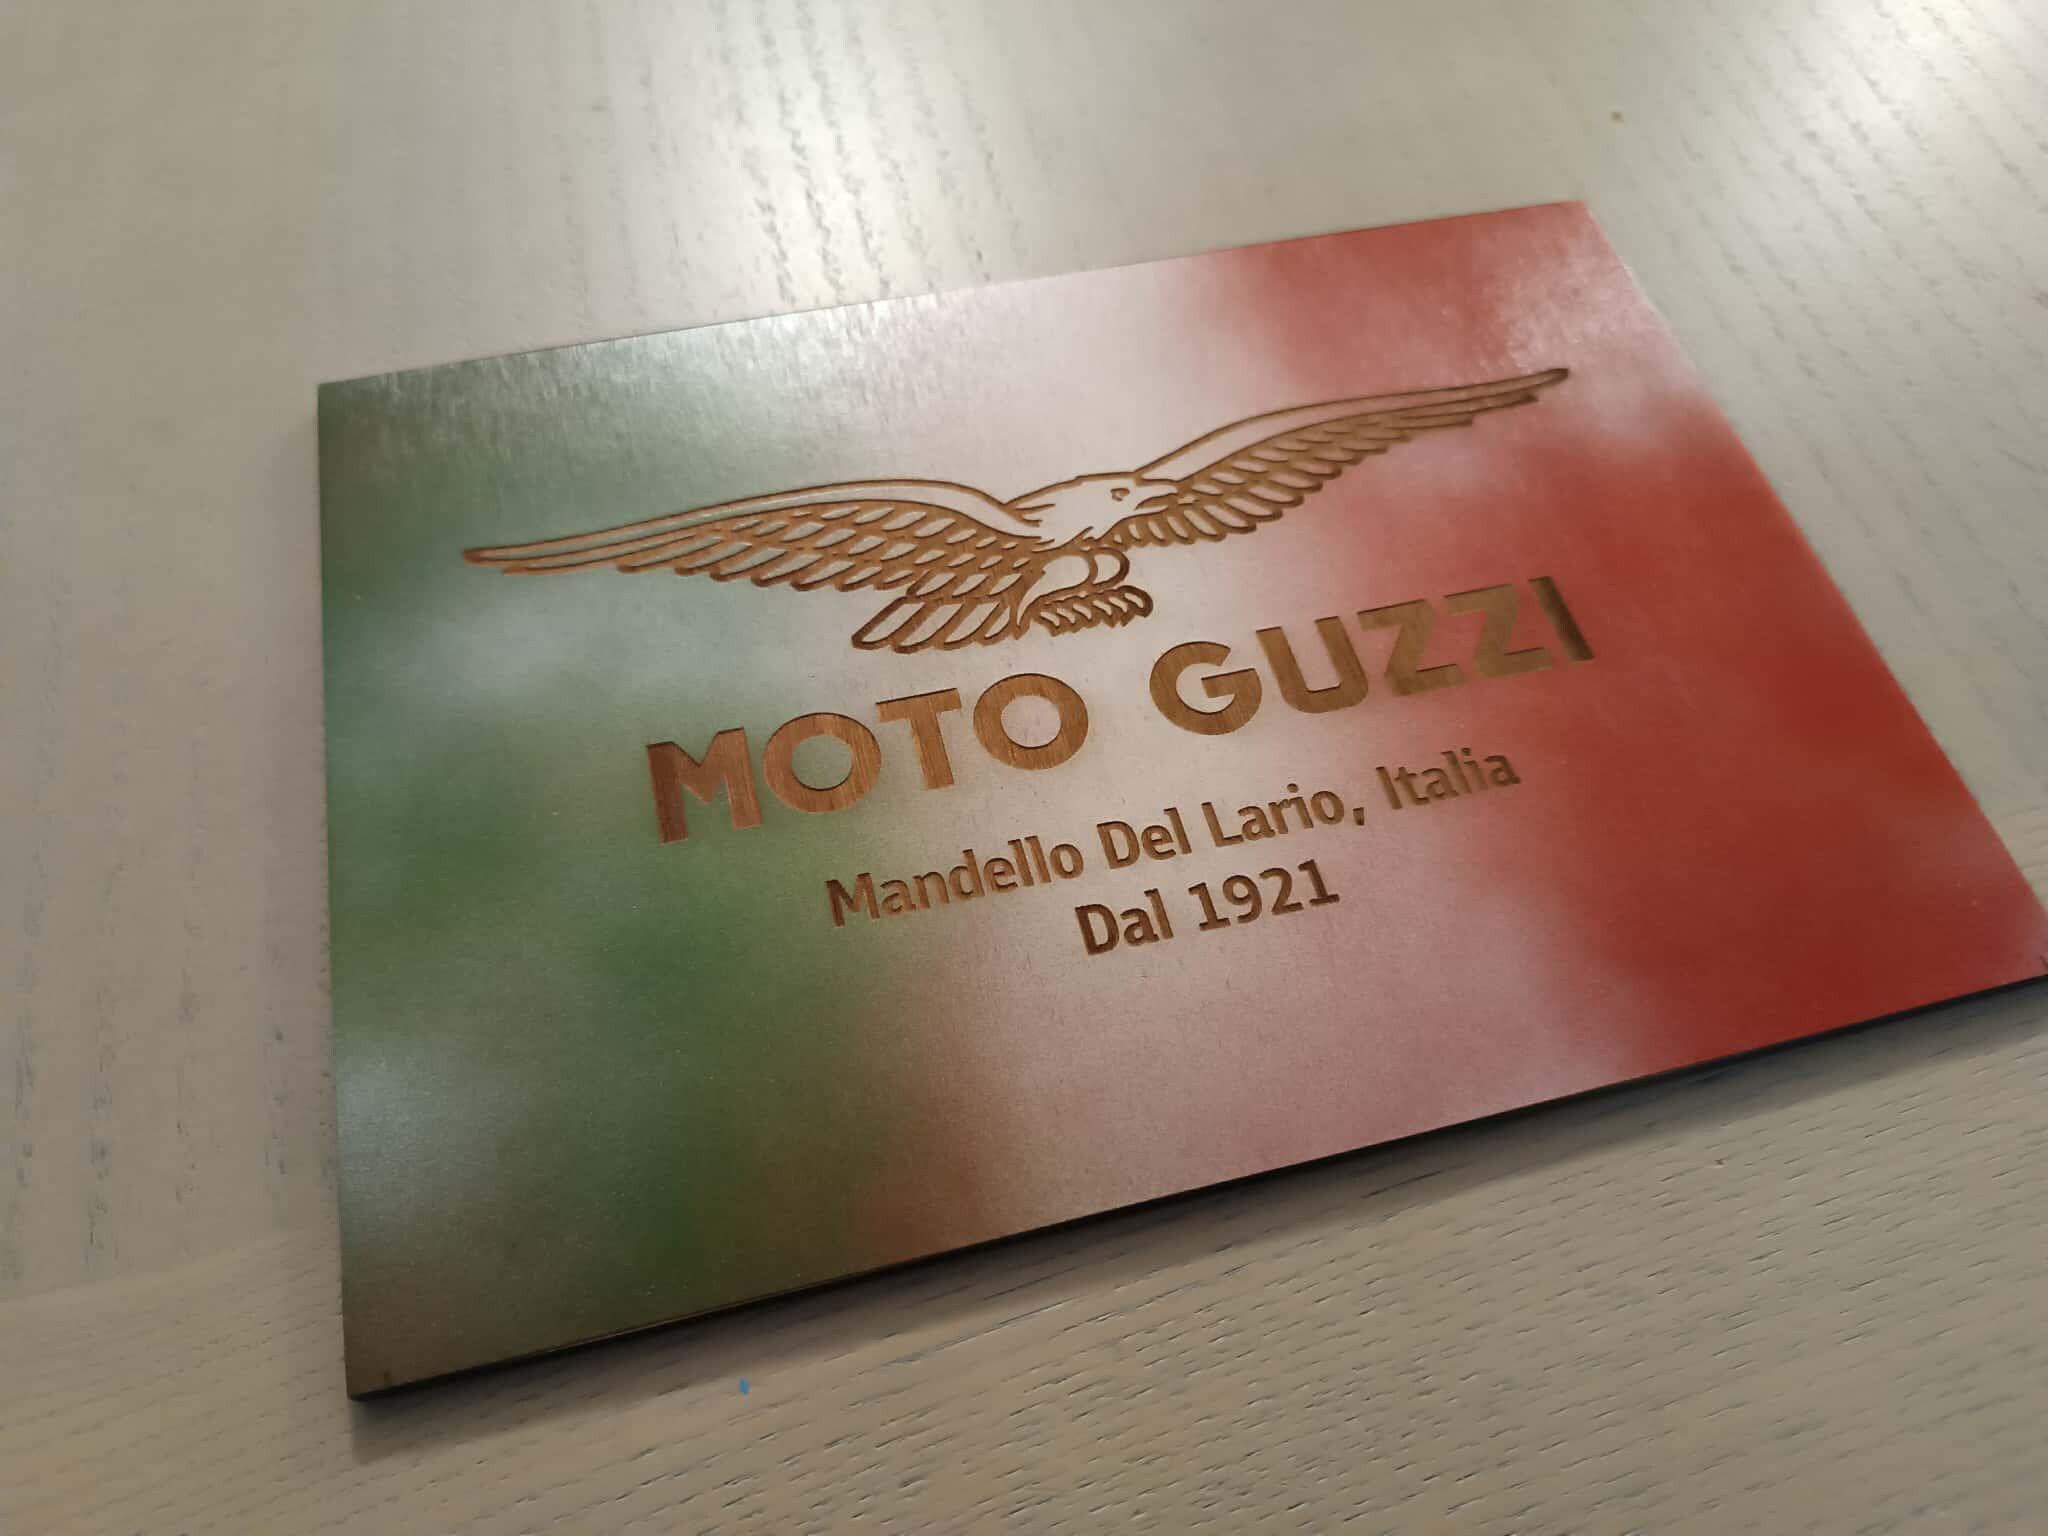 MOTO GUZZI
Mandello Del Lario, Italia
Dal 1921